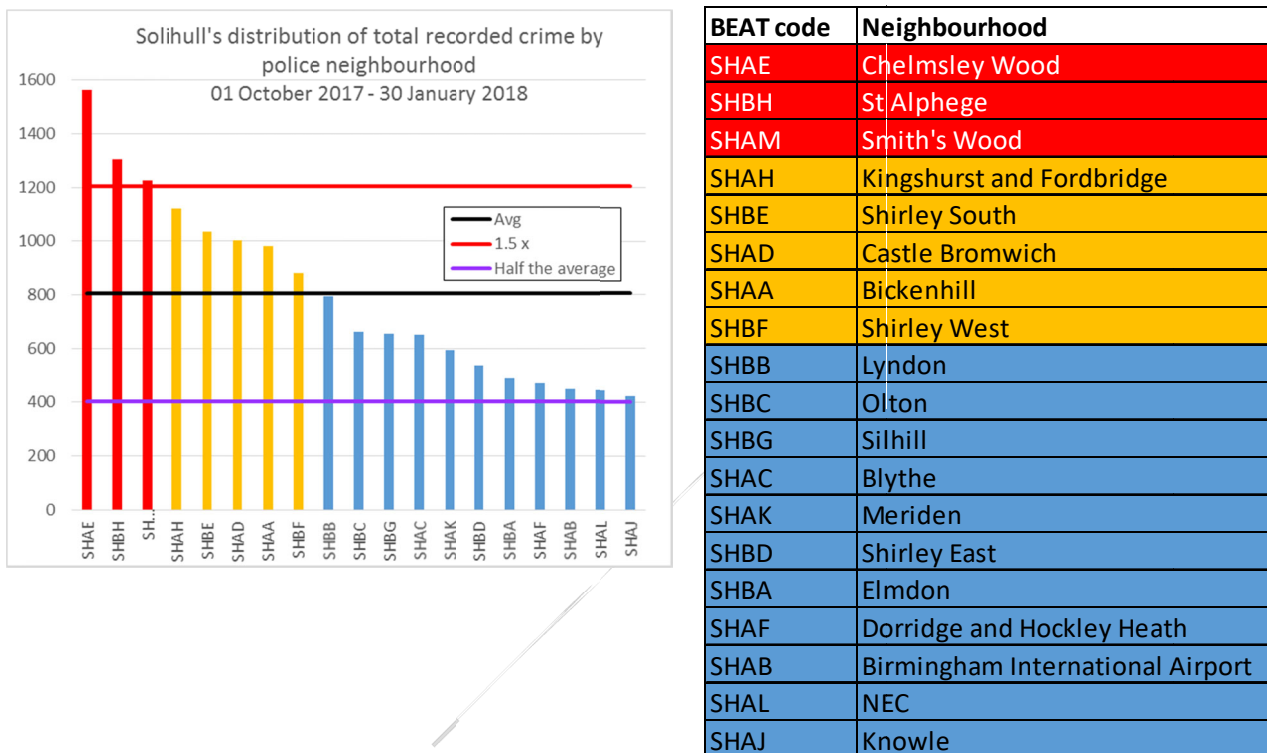 Solihull's distribution of total recorded crime by
police neighbourhood
01 October 2017 - 30 January 2018
1600
1400
1200
1000
800
600
400
200
0
Avg
1.5 x
Half the average
SHAE
SHBH
SH...
SHAH
SHBE
SHAD
SHAA
SHBF
SHBB
SHBC
SHBG
SHAC
SHAK
SHBD
SHBA
SHAF
SHAB
SHAL
SHAJ
BEAT code Neighbourhood
SHAE Chelmsley Wood
SHBH St Alphege
SHAM Smith's Wood
SHAH Kingshurst and Fordbridge
SHBE Shirley South
SHAD Castle Bromwich
SHAA Bickenhill
SHBF Shirley West
SHBB Lyndon
SHBC Olton
SHBG Silhill
SHAC Blythe
SHAK Meriden
SHBD Shirley East
SHBA Elmdon
SHAF Dorridge and Hockley Heath
SHAB Birmingham International Airport
SHAL NEC
SHAJ Knowle